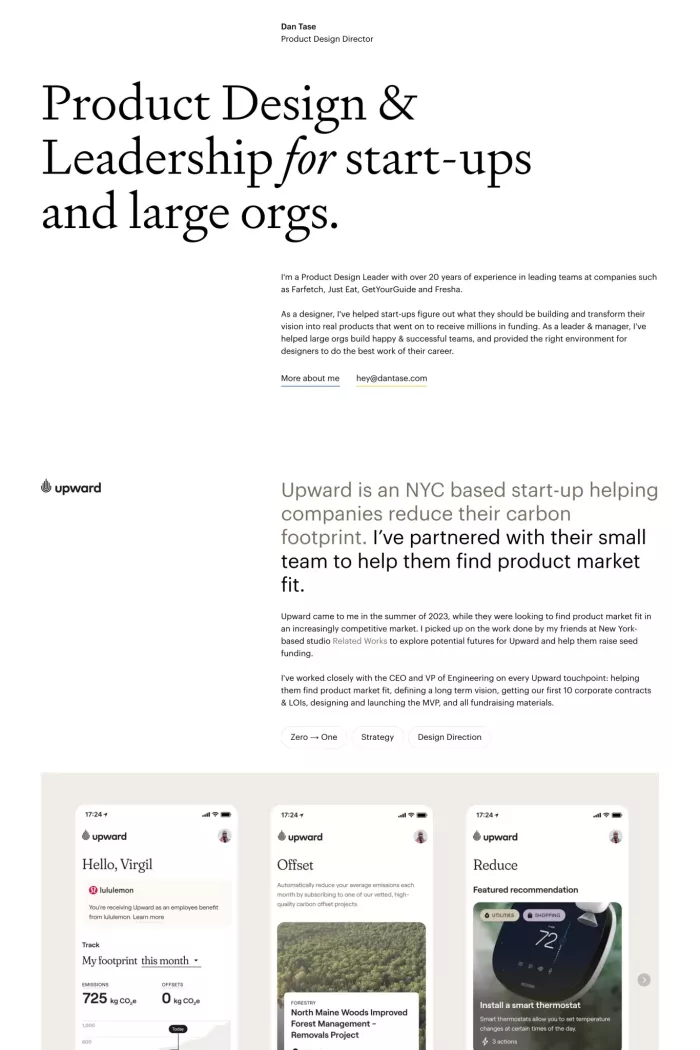 Dan Tase
Product Design Director
Product Design &
Leadership for start-ups
and large orgs.
I'm a Product Design Leader with over 20 years of experience in leading teams at companies such
as Farfetch, Just Eat, GetYourGuide and Fresha.
As a designer, I've helped start-ups figure out what they should be building and transform their
vision into real products that went on to receive millions in funding. As a leader & manager, I've
helped large orgs build happy & successful teams, and provided the right environment for
designers to do the best work of their career.
More about me hey@dantase.com
upward
Upward is an NYC based start-up helping
companies reduce their carbon
footprint. I've partnered with their small
team to help them find product market
fit.
Upward came to me in the summer of 2023, while they were looking to find product market fit in
an increasingly competitive market. I picked up on the work done by my friends at New York-
based studio Related Works to explore potential futures for Upward and help them raise seed
funding.
I've worked closely with the CEO and VP of Engineering on every Upward touchpoint: helping
them find product market fit, defining a long term vision, getting our first 10 corporate contracts
& LOIs, designing and launching the MVP, and all fundraising materials.
Zero → One Strategy Design Direction
17:24
upward
Hello, Virgil
lululemon
You're receiving Upward as an employee benefit
from lululemon. Learn more
Track
My footprint this month
EMISSIONS OFFSETS
725 kg CO₂e 0 kg CO₂e
1,000
Today
800
17:24
upward
Offset
Automatically reduce your average emissions each
month by subscribing to one of our vetted, high-
quality carbon offset projects.
FORESTRY
North Maine Woods Improved
Forest Management –
Removals Project
17:24
upward
Reduce
Featured recommendation
UTILITIES SHOPPING
72
Install a smart thermostat
Smart thermostats allow you to set temperature
changes at certain times of the day.
3 actions